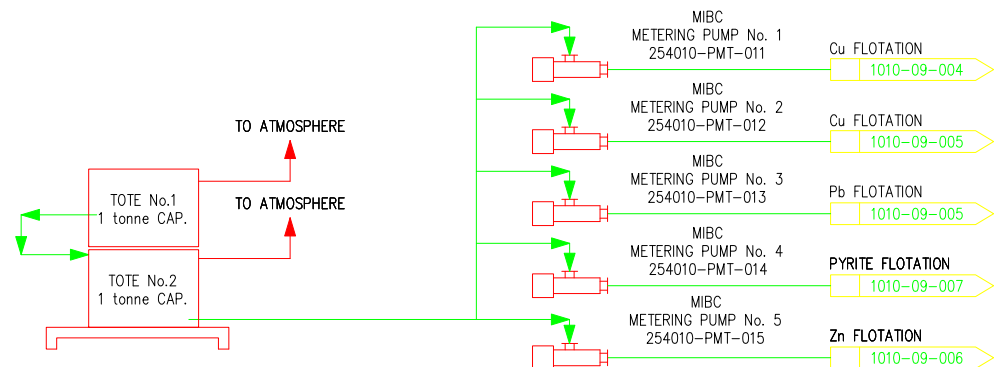 MIBC
METERING PUMP No. 1
254010-PMT-011
Cu FLOTATION
1010-09-004
MIBC
METERING PUMP No. 2
254010-PMT-012
Cu FLOTATION
1010-09-005
TO ATMOSPHERE
MIBC
METERING PUMP No. 3
254010-PMT-013
Pb FLOTATION
1010-09-005
TOTE No.1
1 tonne CAP.
TO ATMOSPHERE
MIBC
METERING PUMP No. 4
254010-PMT-014
PYRITE FLOTATION
1010-09-007
TOTE No.2
1 tonne CAP.
MIBC
METERING PUMP No. 5
254010-PMT-015
Zn FLOTATION
1010-09-006